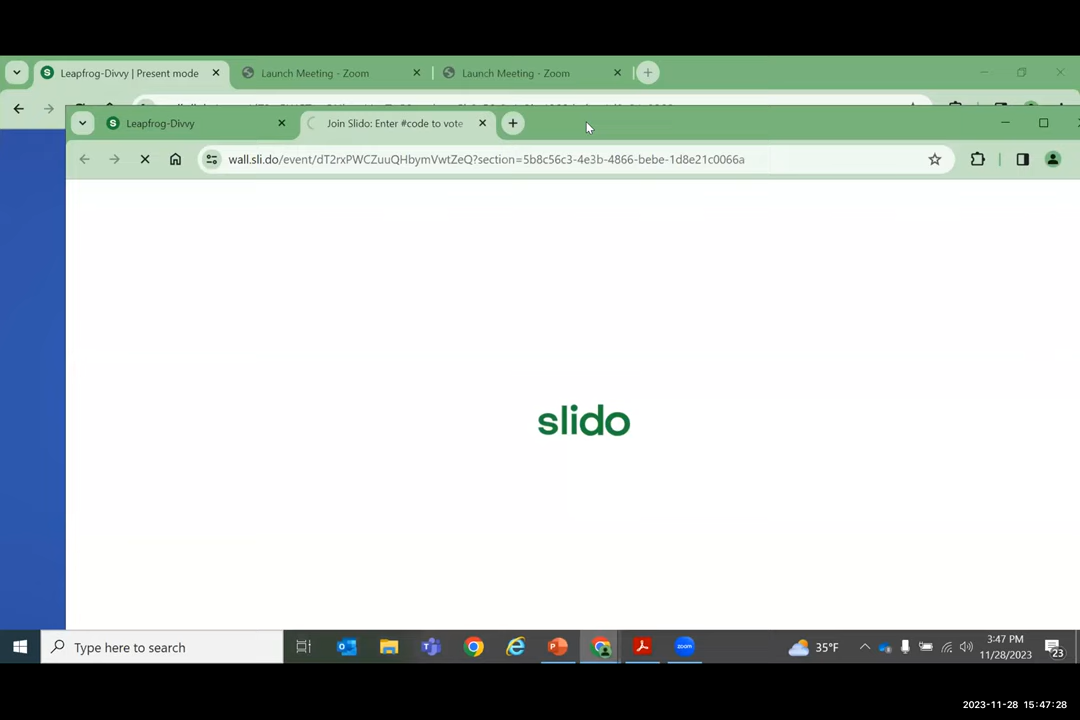 Leapfrog-Divvy | Present mode
Launch Meeting - Zoom
Launch Meeting - Zoom
Leapfrog-Divvy
Join Slido: Enter #code to vote
wall.sli.do/event/dT2rxPWCZuuQHbymVwtZeQ?section=5b8c56c3-4e3b-4866-bebe-1d8e21c0066a
slido
Type here to search
35°F
3:47 PM
11/28/2023
23
2023-11-28 15:47:28